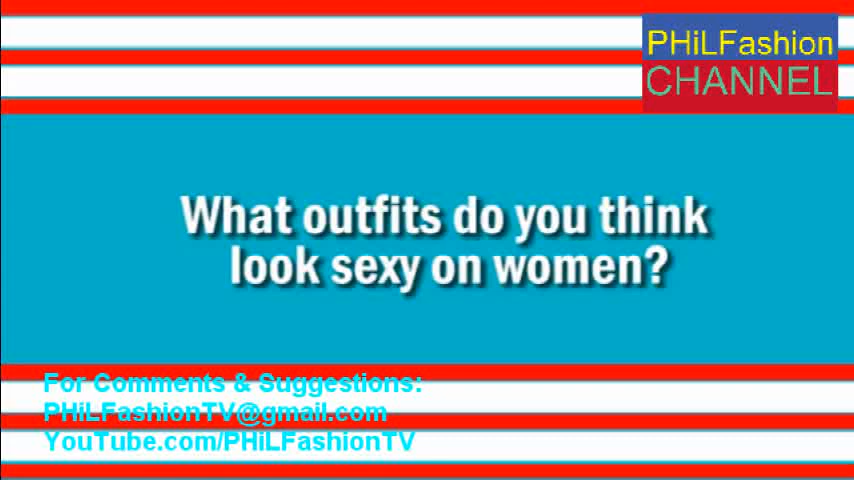 PHiLFashion
CHANNEL
What outfits do you think
look sexy on women?
For Comments & Suggestions:
PHiLFashionTV@gmail.com
YouTube.com/PHiLFashionTV